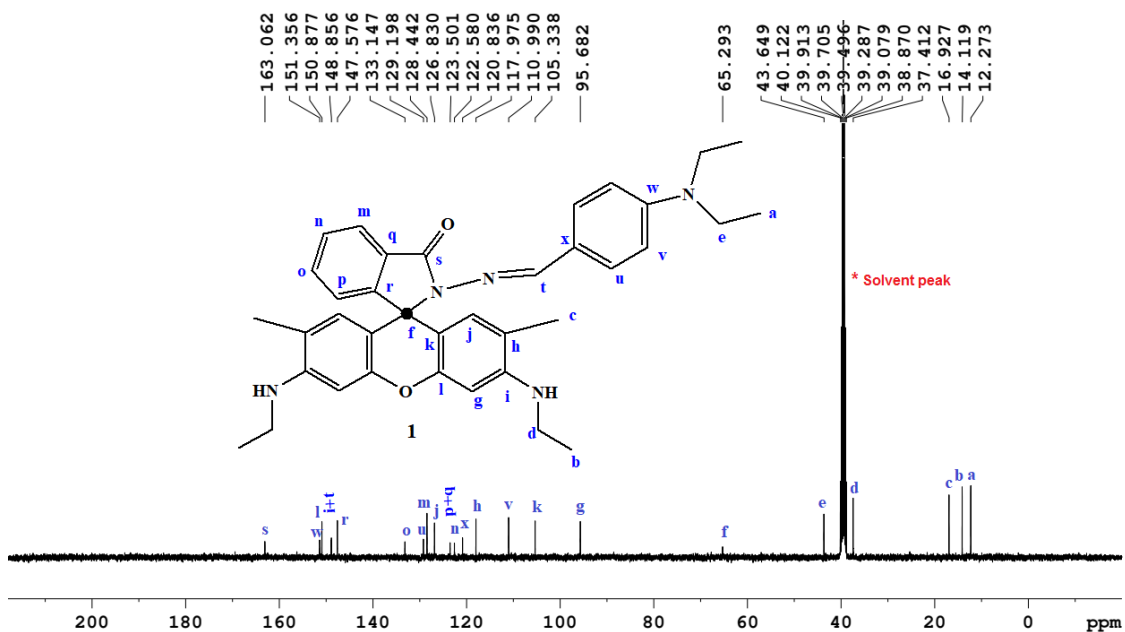 163.062
151.356
150.877
148.856
147.576
133.147
129.198
128.442
126.830
123.501
122.580
120.836
117.975
110.990
105.338
95.682
65.293
43.649
40.122
39.913
39.705
39.496
39.287
39.079
38.870
37.412
16.927
14.119
12.273
w
N
a
e
m
O
n
q
x
v
s
o
N
u
p
r
N
t
* Solvent peak
c
f
j
k
h
HN
O
l
g
i
NH
1
d
b
s
l
w
i+t
r
o
u
m
j
p+q
n
x
h
v
k
g
f
e
d
c
b
a
200 180 160 140 120 100 80 60 40 20 0 ppm